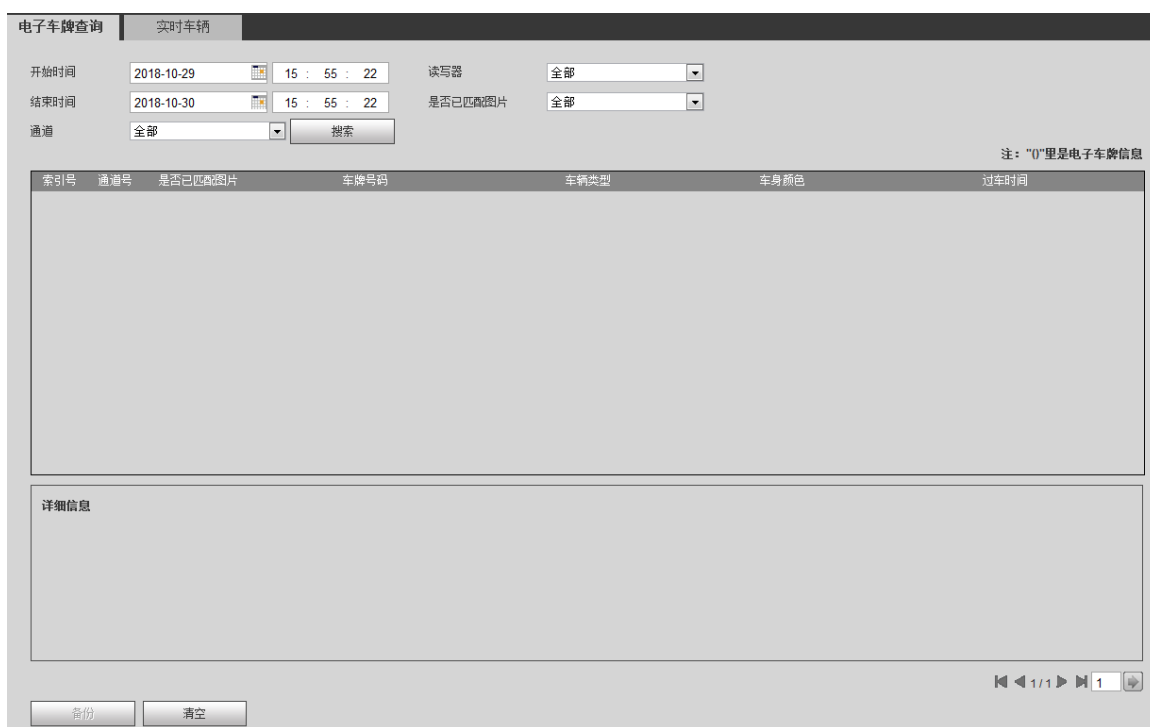 电子车牌查询 实时车辆
开始时间 2018-10-29 15 : 55 : 22 读写器 全部
结束时间 2018-10-30 15 : 55 : 22 是否已匹配图片 全部
通道 全部 搜索
注："()"里是电子车牌信息
索引号 通道号 是否已匹配图片 车牌号码 车辆类型 车身颜色 过车时间
详细信息
1/1 1
备份 清空